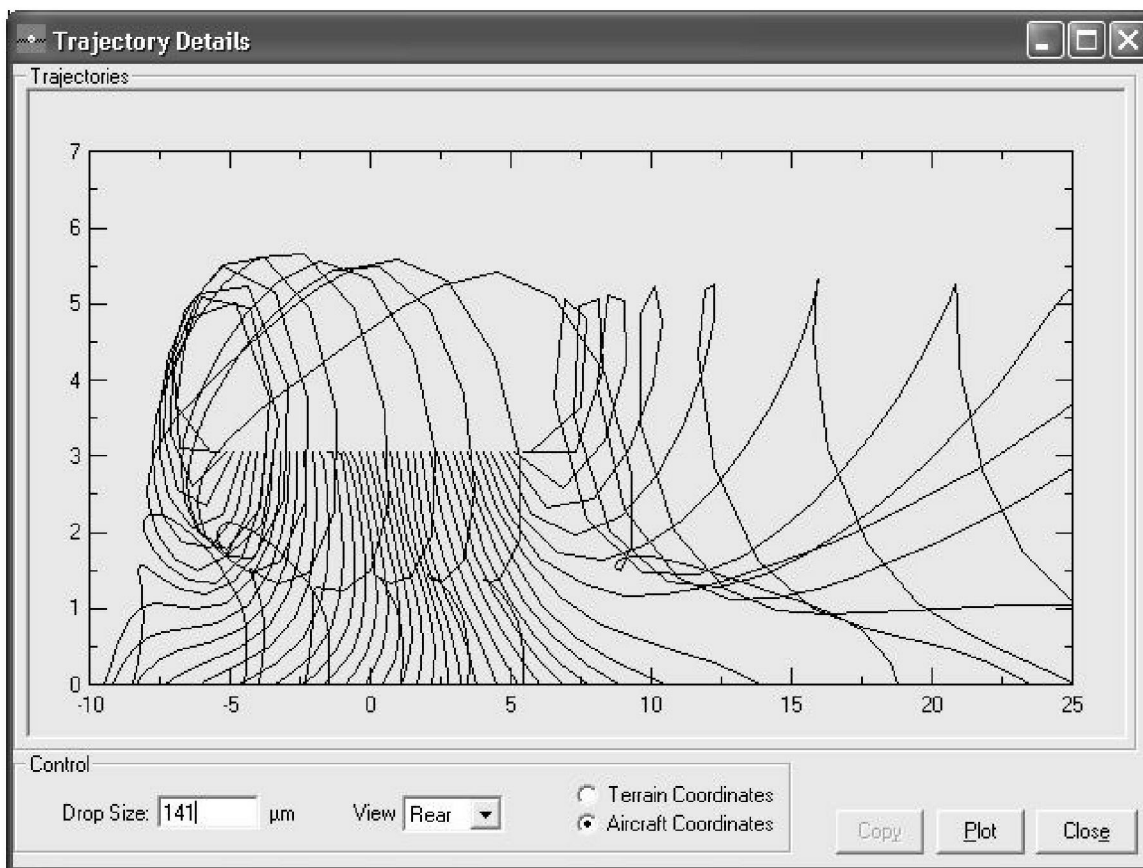 Trajectory Details
Trajectories
7
6
5
4
3
2
1
0
-10 -5 0 5 10 15 20 25
Control
Drop Size: 141 µm View Rear
Terrain Coordinates
Aircraft Coordinates
Copy Plot Close